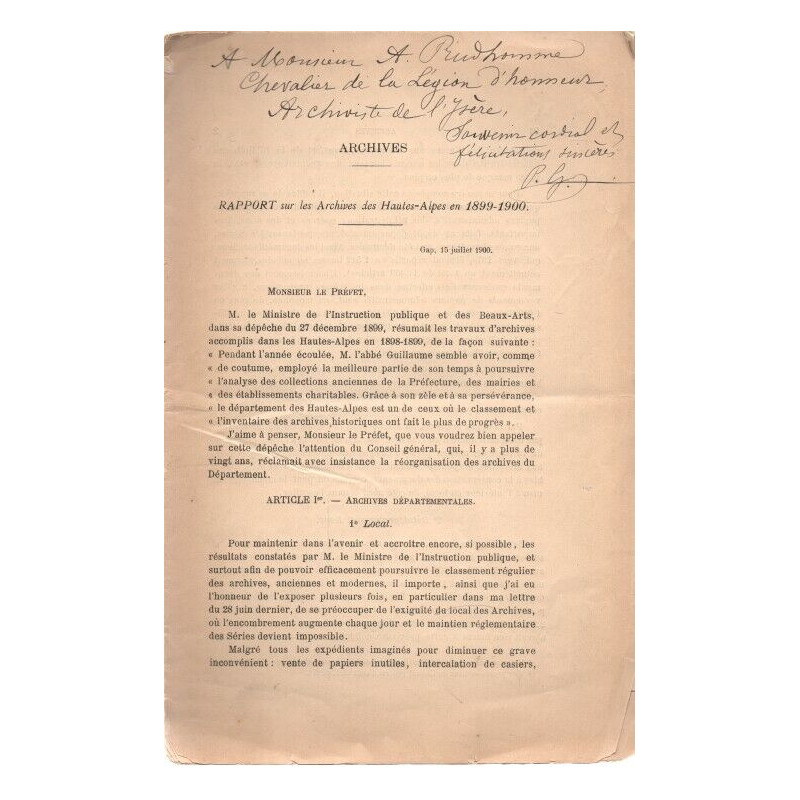 A Monsieur A. Prudhomme
Chevalier de la Légion d'honneur,
Archiviste de l'Isère,
Souvenir cordial et
félicitations sincères
P. G.
ARCHIVES
RAPPORT sur les Archives des Hautes-Alpes en 1899-1900.
Gap, 15 juillet 1900.
MONSIEUR LE PRÉFET,
M. le Ministre de l'Instruction publique et des Beaux-Arts,
dans sa dépêche du 27 décembre 1899, résumait les travaux d'archives
accomplis dans les Hautes-Alpes en 1898-1899, de la façon suivante :
« Pendant l'année écoulée, M. l'abbé Guillaume semble avoir, comme
« de coutume, employé la meilleure partie de son temps à poursuivre
« l'analyse des collections anciennes de la Préfecture, des mairies et
« des établissements charitables. Grâce à son zèle et à sa persévérance,
« le département des Hautes-Alpes est un de ceux où le classement et
« l'inventaire des archives historiques ont fait le plus de progrès ».
J'aime à penser, Monsieur le Préfet, que vous voudrez bien appeler
sur cette dépêche l'attention du Conseil général, qui, il y a plus de
vingt ans, réclamait avec insistance la réorganisation des archives du
Département.
ARTICLE Ier. — ARCHIVES DÉPARTEMENTALES.
1° Local.
Pour maintenir dans l'avenir et accroître encore, si possible, les
résultats constatés par M. le Ministre de l'Instruction publique, et
surtout afin de pouvoir efficacement poursuivre le classement régulier
des archives, anciennes et modernes, il importe, ainsi que j'ai eu
l'honneur de l'exposer plusieurs fois, en particulier dans ma lettre
du 28 juin dernier, de se préoccuper de l'exiguité de local des Archives,
où l'encombrement augmente chaque jour et le maintien réglementaire
des Séries devient impossible.
Malgré tous les expédients imaginés pour diminuer ce grave
inconvénient : vente de papiers inutiles, intercalation de casiers,